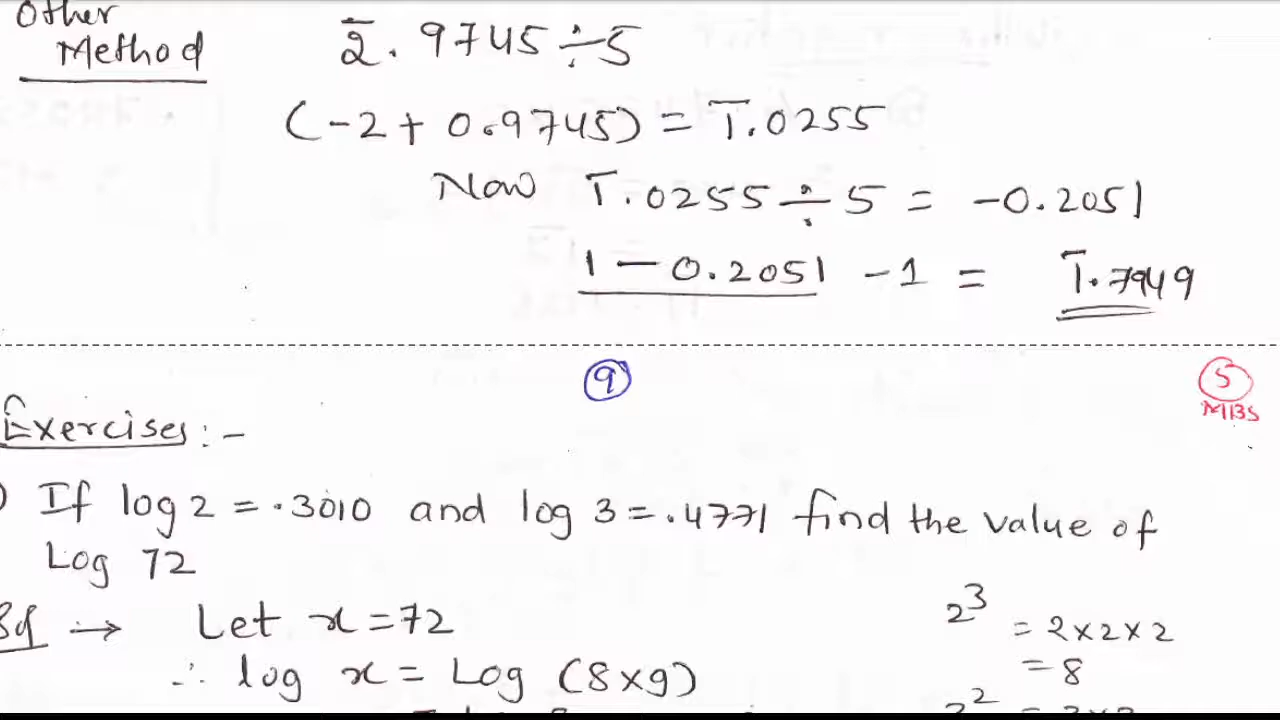 Other
Method
2̄.9745÷5
(-2+0.9745) = 1̄.0255
Now 1̄.0255 ÷ 5 = -0.2051
1-0.2051 -1 = 1̄.7949
9
5
MBS
Exercises:-
) If log 2 = .3010 and log 3 = .4771 find the value of
Log 72
→ Let x = 72
2³ = 2×2×2
= 8
∴ log x = Log (8×9)